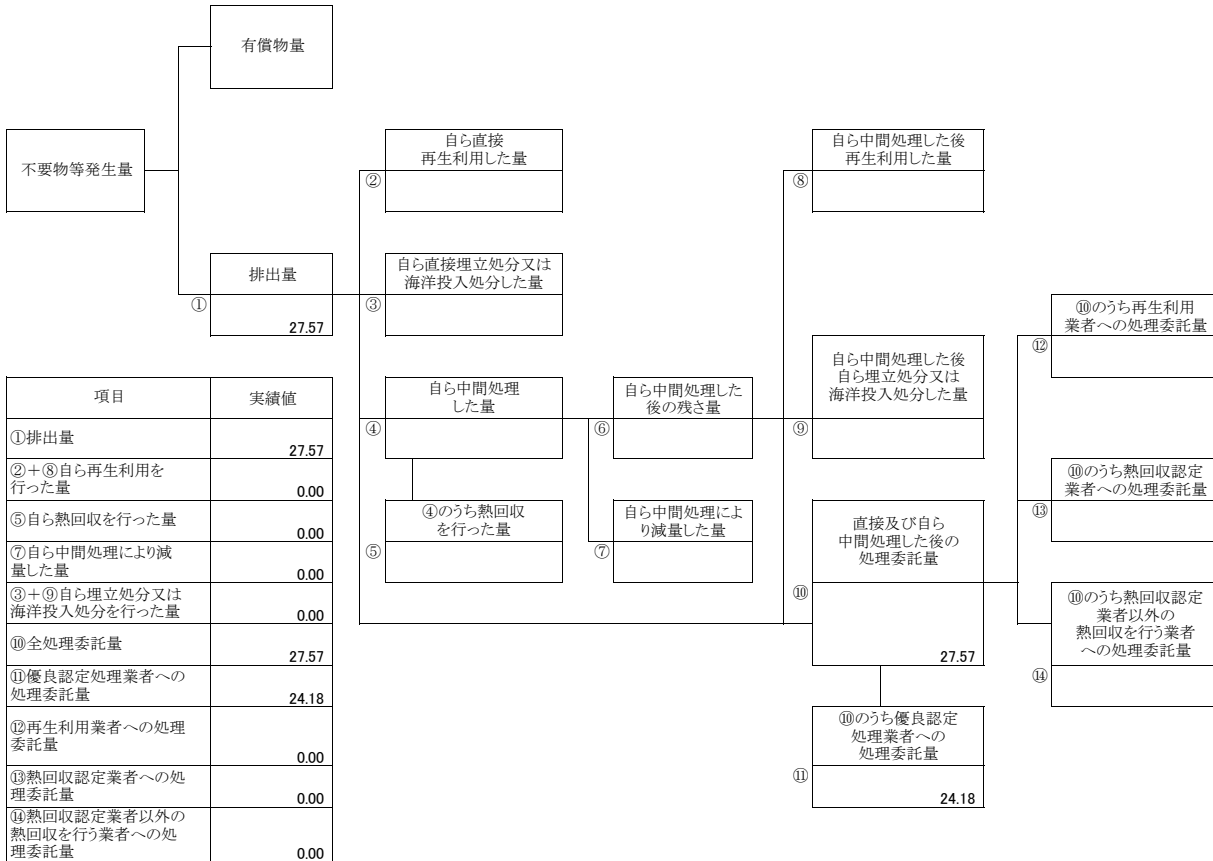 有償物量
不要物等発生量
自ら直接
再生利用した量
②
自ら中間処理した後
再生利用した量
⑧
排出量
①
27.57
自ら直接埋立処分又は
海洋投入処分した量
③
⑩のうち再生利用
業者への処理委託量
⑫
自ら中間処理
した量
④
自ら中間処理した
後の残さ量
⑥
自ら中間処理した後
自ら埋立処分又は
海洋投入処分した量
⑨
⑩のうち熱回収認定
業者への処理委託量
⑬
④のうち熱回収
を行った量
⑤
自ら中間処理によ
り減量した量
⑦
直接及び自ら
中間処理した後の
処理委託量
⑩
27.57
⑩のうち熱回収認定
業者以外の
熱回収を行う業者
への処理委託量
⑭
⑩のうち優良認定
処理業者への
処理委託量
⑪
24.18
項目 実績値
①排出量
27.57
②+⑧自ら再生利用を
行った量
0.00
⑤自ら熱回収を行った量
0.00
⑦自ら中間処理により減
量した量
0.00
③+⑨自ら埋立処分又は
海洋投入処分を行った量
0.00
⑩全処理委託量
27.57
⑪優良認定処理業者への
処理委託量
24.18
⑫再生利用業者への処理
委託量
0.00
⑬熱回収認定業者への処
理委託量
0.00
⑭熱回収認定業者以外の
熱回収を行う業者への処
理委託量
0.00